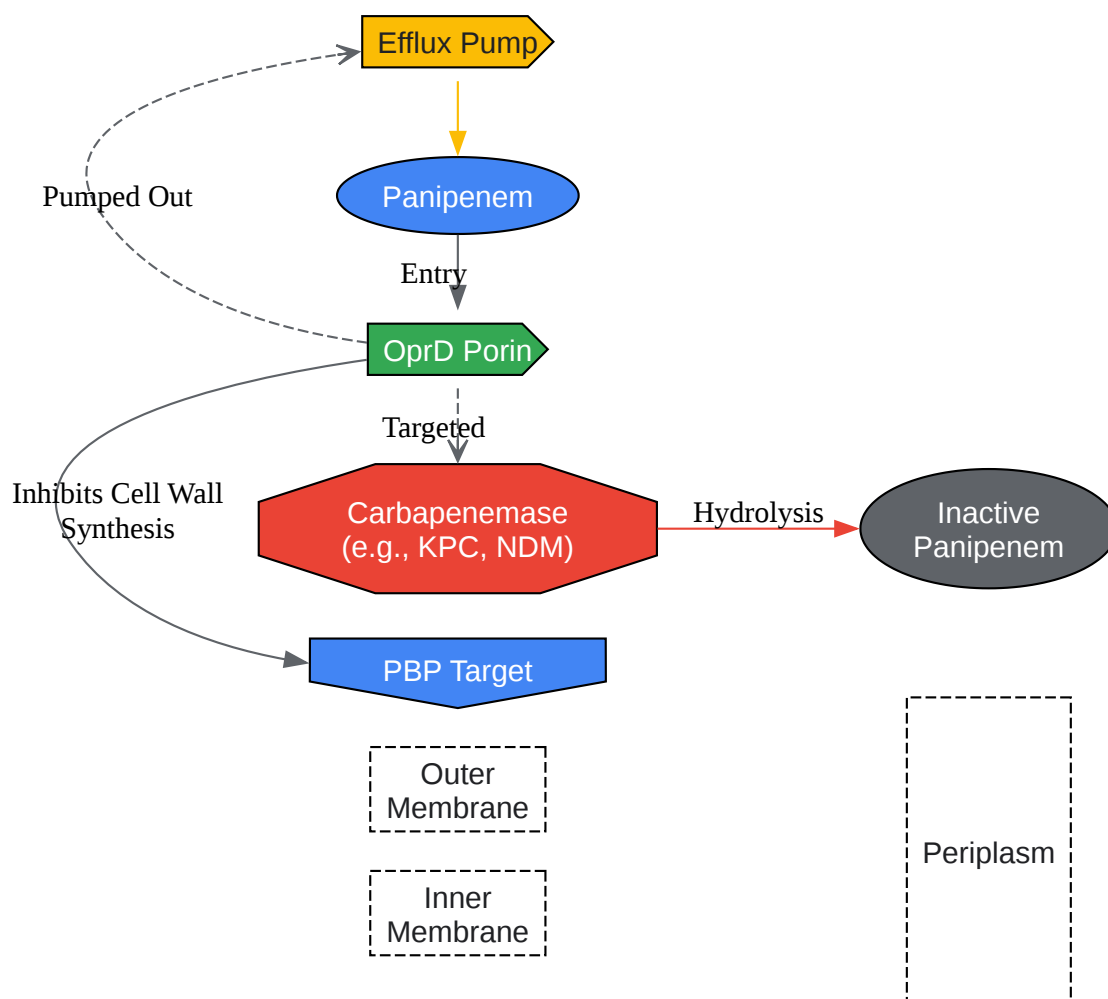 Efflux Pump
Pumped Out
Panipenem
Entry
OprD Porin
Targeted
Inhibits Cell Wall
Synthesis
Carbapenemase
(e.g., KPC, NDM)
Hydrolysis
Inactive
Panipenem
PBP Target
Outer
Membrane
Periplasm
Inner
Membrane